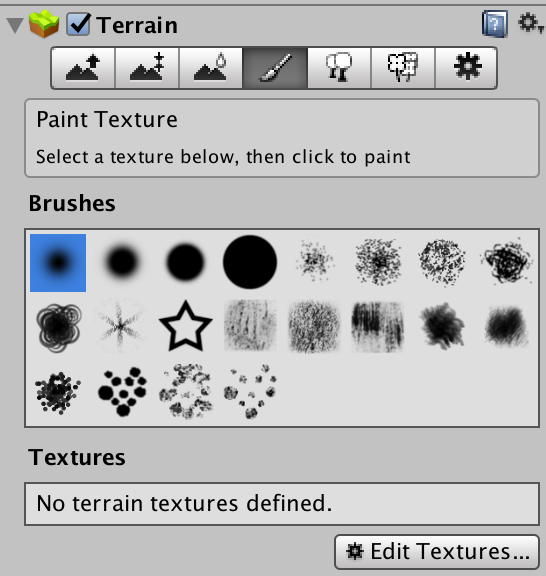 Terrain
Paint Texture
Select a texture below, then click to paint
Brushes
Textures
No terrain textures defined.
Edit Textures...